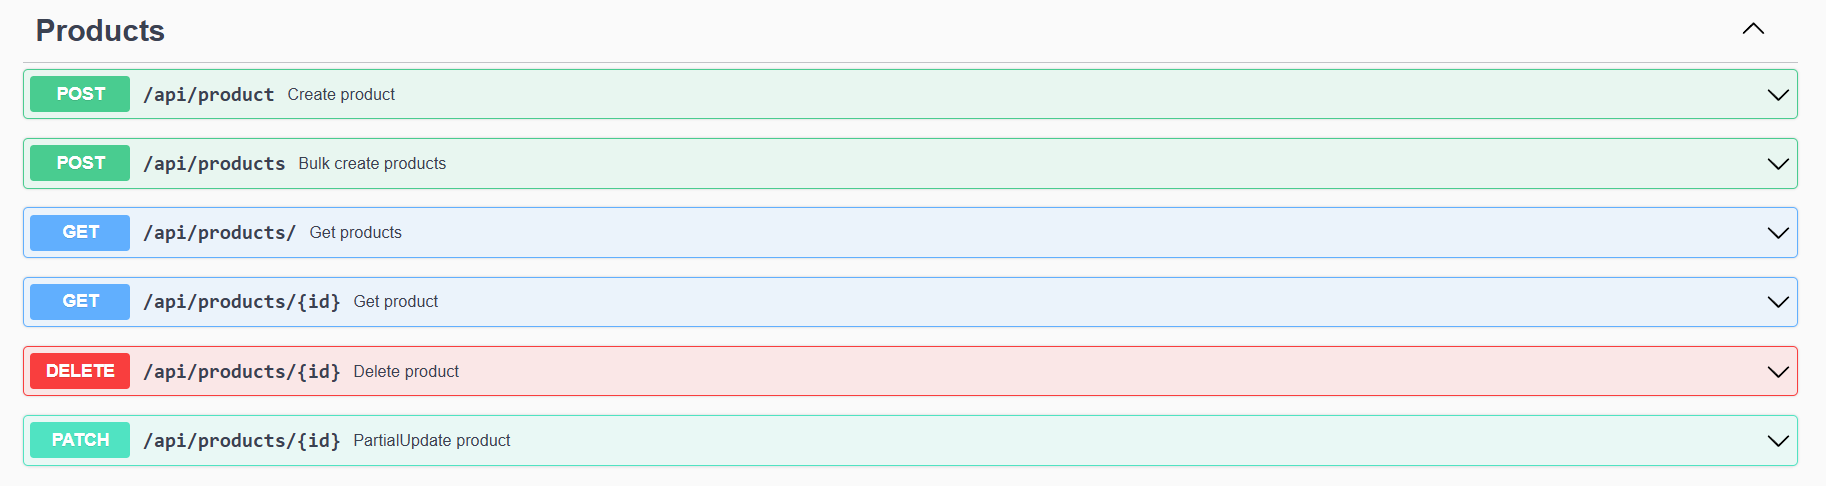 Products
POST /api/product Create product
POST /api/products Bulk create products
GET /api/products/ Get products
GET /api/products/{id} Get product
DELETE /api/products/{id} Delete product
PATCH /api/products/{id} PartialUpdate product